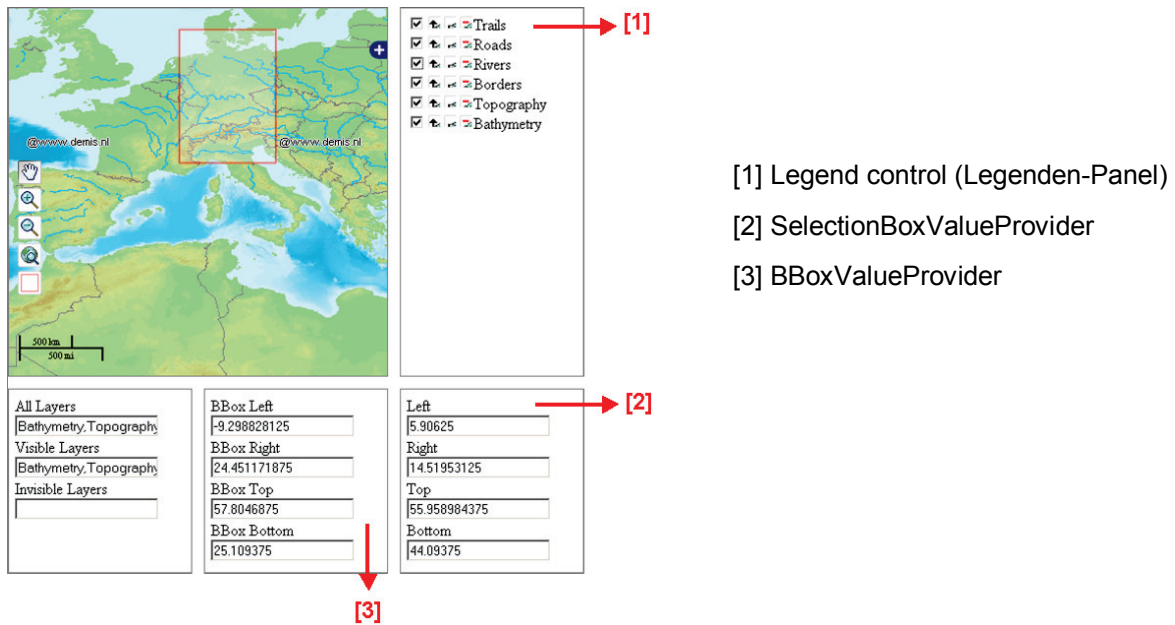 @www.demis.nl
@www.demis.nl
500 km
500 mi
Trails
Roads
Rivers
Borders
Topography
Bathymetry
[1]
[1] Legend control (Legenden-Panel)
[2] SelectionBoxValueProvider
[3] BBoxValueProvider
All Layers
Bathymetry,Topography
Visible Layers
Bathymetry,Topography
Invisible Layers
BBox Left
-9.298828125
BBox Right
24.451171875
BBox Top
57.8046875
BBox Bottom
25.109375
Left
5.90625
Right
14.51953125
Top
55.958984375
Bottom
44.09375
[2]
[3]